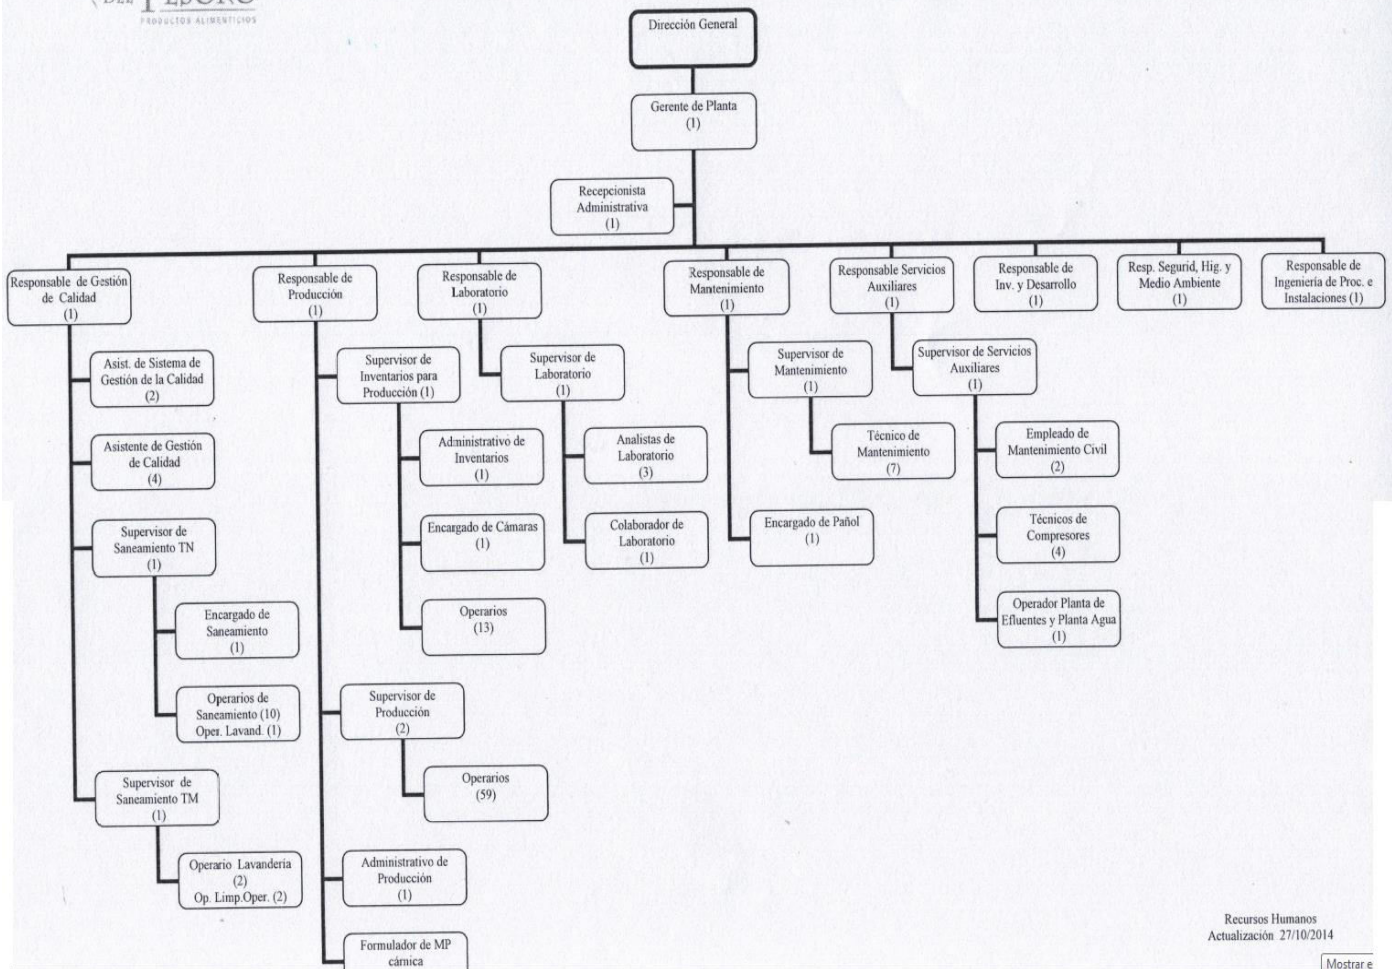 DEL TESORO
PRODUCTOS ALIMENTICIOS
Dirección General
Gerente de Planta
(1)
Recepcionista
Administrativa
(1)
Responsable de Gestión
de Calidad
(1)
Responsable de
Producción
(1)
Responsable de
Laboratorio
(1)
Responsable de
Mantenimiento
(1)
Responsable Servicios
Auxiliares
(1)
Responsable de
Inv. y Desarrollo
(1)
Resp. Segurid, Hig. y
Medio Ambiente
(1)
Responsable de
Ingeniería de Proc. e
Instalaciones (1)
Asist. de Sistema de
Gestión de la Calidad
(2)
Asistente de Gestión
de Calidad
(4)
Supervisor de
Saneamiento TN
(1)
Encargado de
Saneamiento
(1)
Operarios de
Saneamiento (10)
Oper. Lavand. (1)
Supervisor de
Saneamiento TM
(1)
Operario Lavandería
(2)
Op. Limp.Oper. (2)
Supervisor de
Inventarios para
Producción (1)
Administrativo de
Inventarios
(1)
Encargado de Cámaras
(1)
Operarios
(13)
Supervisor de
Producción
(2)
Operarios
(59)
Administrativo de
Producción
(1)
Formulador de MP
cárnica
Supervisor de
Laboratorio
(1)
Analistas de
Laboratorio
(3)
Colaborador de
Laboratorio
(1)
Supervisor de
Mantenimiento
(1)
Técnico de
Mantenimiento
(7)
Encargado de Pañol
(1)
Supervisor de Servicios
Auxiliares
(1)
Empleado de
Mantenimiento Civil
(2)
Técnicos de
Compresores
(4)
Operador Planta de
Efluentes y Planta Agua
(1)
Recursos Humanos
Actualización 27/10/2014
Mostrar e